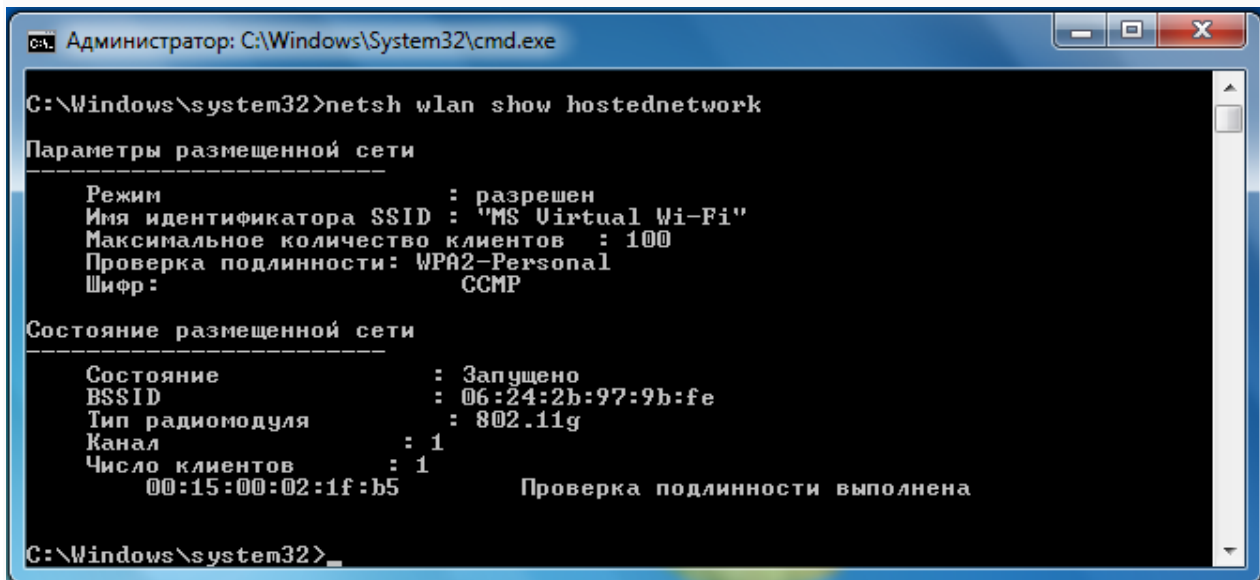 Администратор: C:\Windows\System32\cmd.exe
C:\Windows\system32>netsh wlan show hostednetwork
Параметры размещенной сети
------------------------
Режим : разрешен
Имя идентификатора SSID : "MS Virtual Wi-Fi"
Максимальное количество клиентов : 100
Проверка подлинности: WPA2-Personal
Шифр: CCMP
Состояние размещенной сети
------------------------
Состояние : Запущено
BSSID : 06:24:2b:97:9b:fe
Тип радиомодуля : 802.11g
Канал : 1
Число клиентов : 1
00:15:00:02:1f:b5 Проверка подлинности выполнена
C:\Windows\system32>_